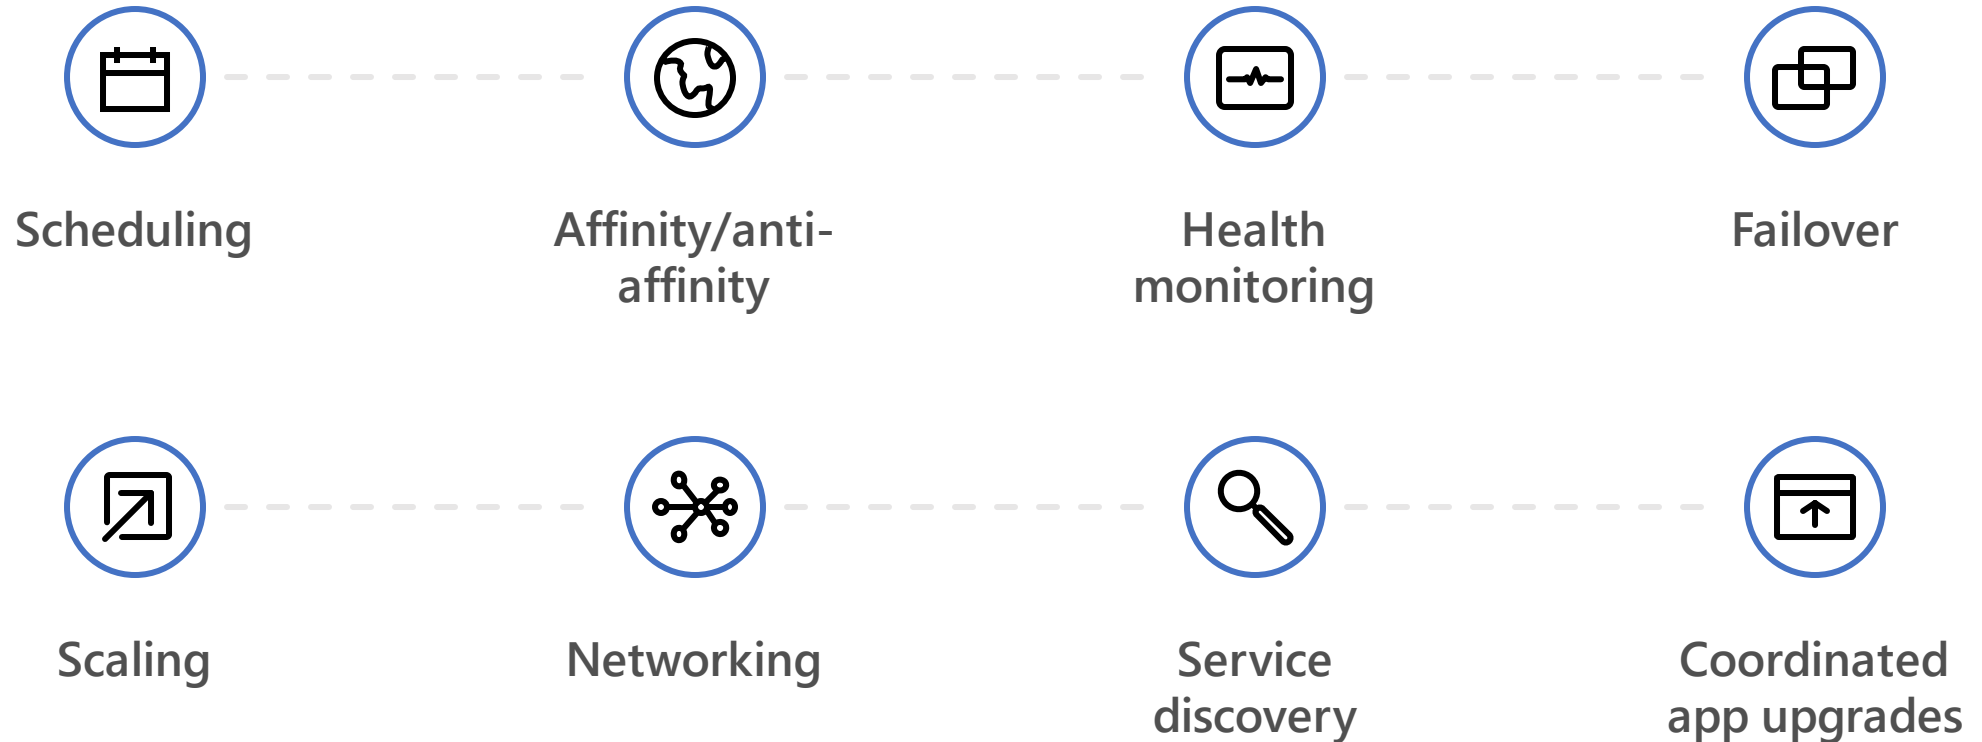 Scheduling
Affinity/anti-
affinity
Health
monitoring
Failover
Scaling
Networking
Service
discovery
Coordinated
app upgrades